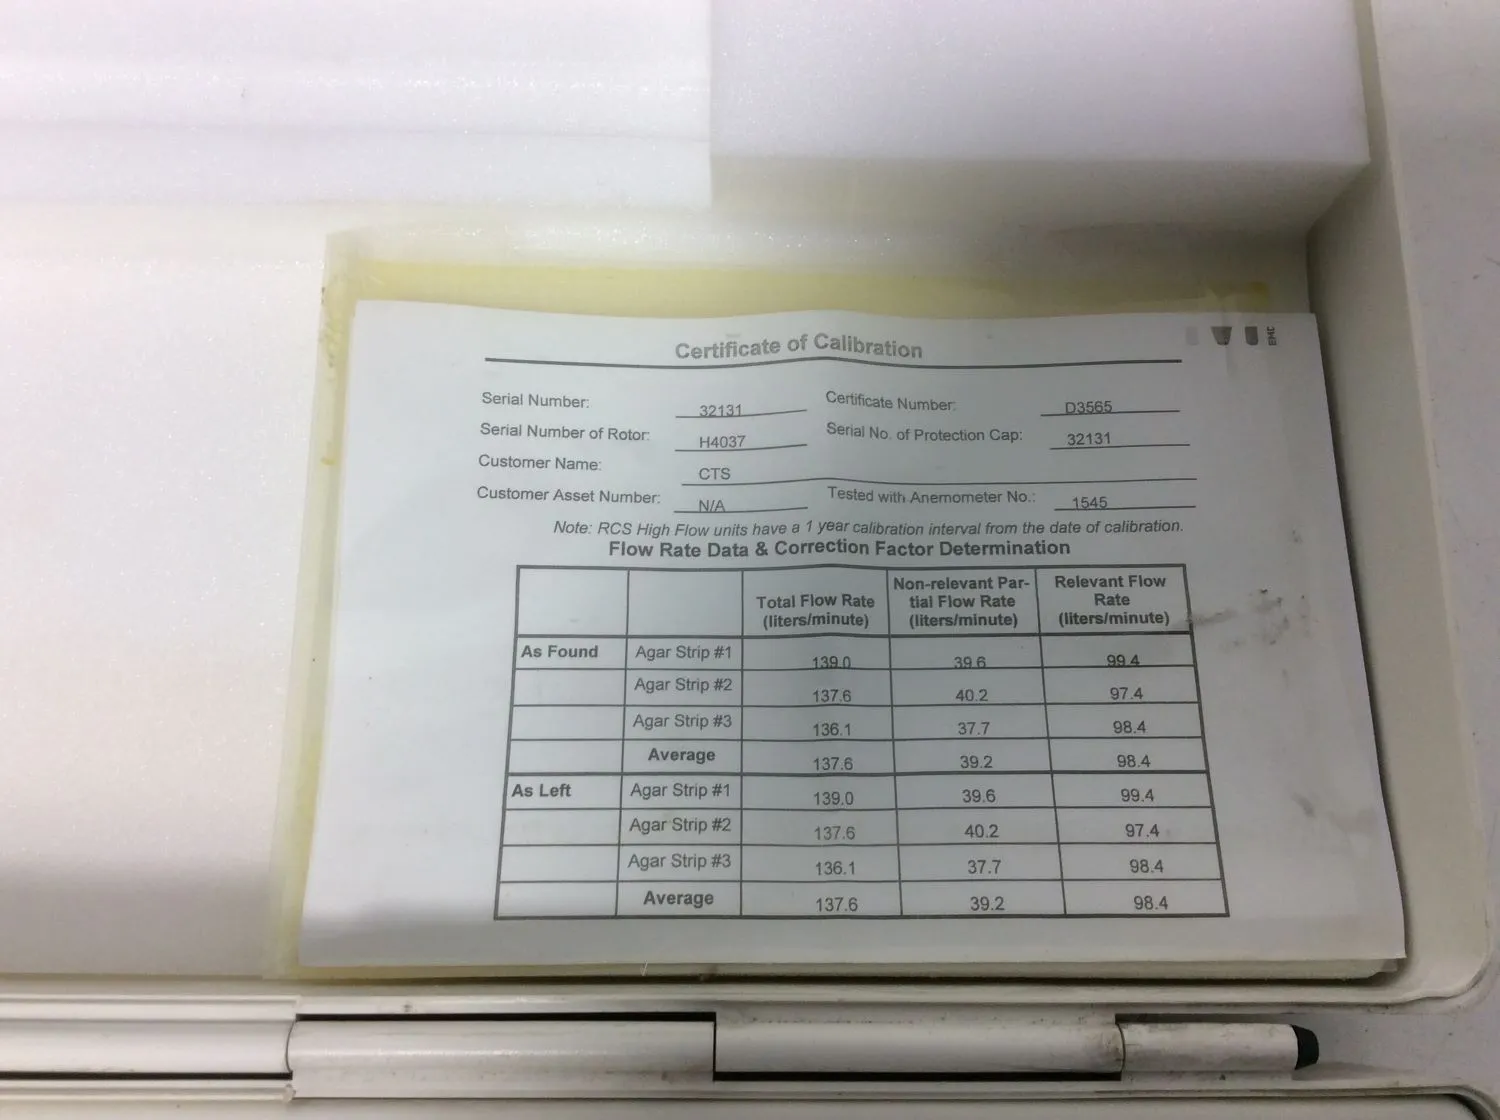 EMC
Certificate of Calibration
Serial Number: 32131 Certificate Number: D3565
Serial Number of Rotor: H4037 Serial No. of Protection Cap: 32131
Customer Name: CTS
Customer Asset Number: N/A Tested with Anemometer No.: 1545
Note: RCS High Flow units have a 1 year calibration interval from the date of calibration.
Flow Rate Data & Correction Factor Determination
Total Flow Rate (liters/minute) Non-relevant Par-tial Flow Rate (liters/minute) Relevant Flow Rate (liters/minute)
As Found Agar Strip #1 139.0 39.6 99.4
Agar Strip #2 137.6 40.2 97.4
Agar Strip #3 136.1 37.7 98.4
Average 137.6 39.2 98.4
As Left Agar Strip #1 139.0 39.6 99.4
Agar Strip #2 137.6 40.2 97.4
Agar Strip #3 136.1 37.7 98.4
Average 137.6 39.2 98.4